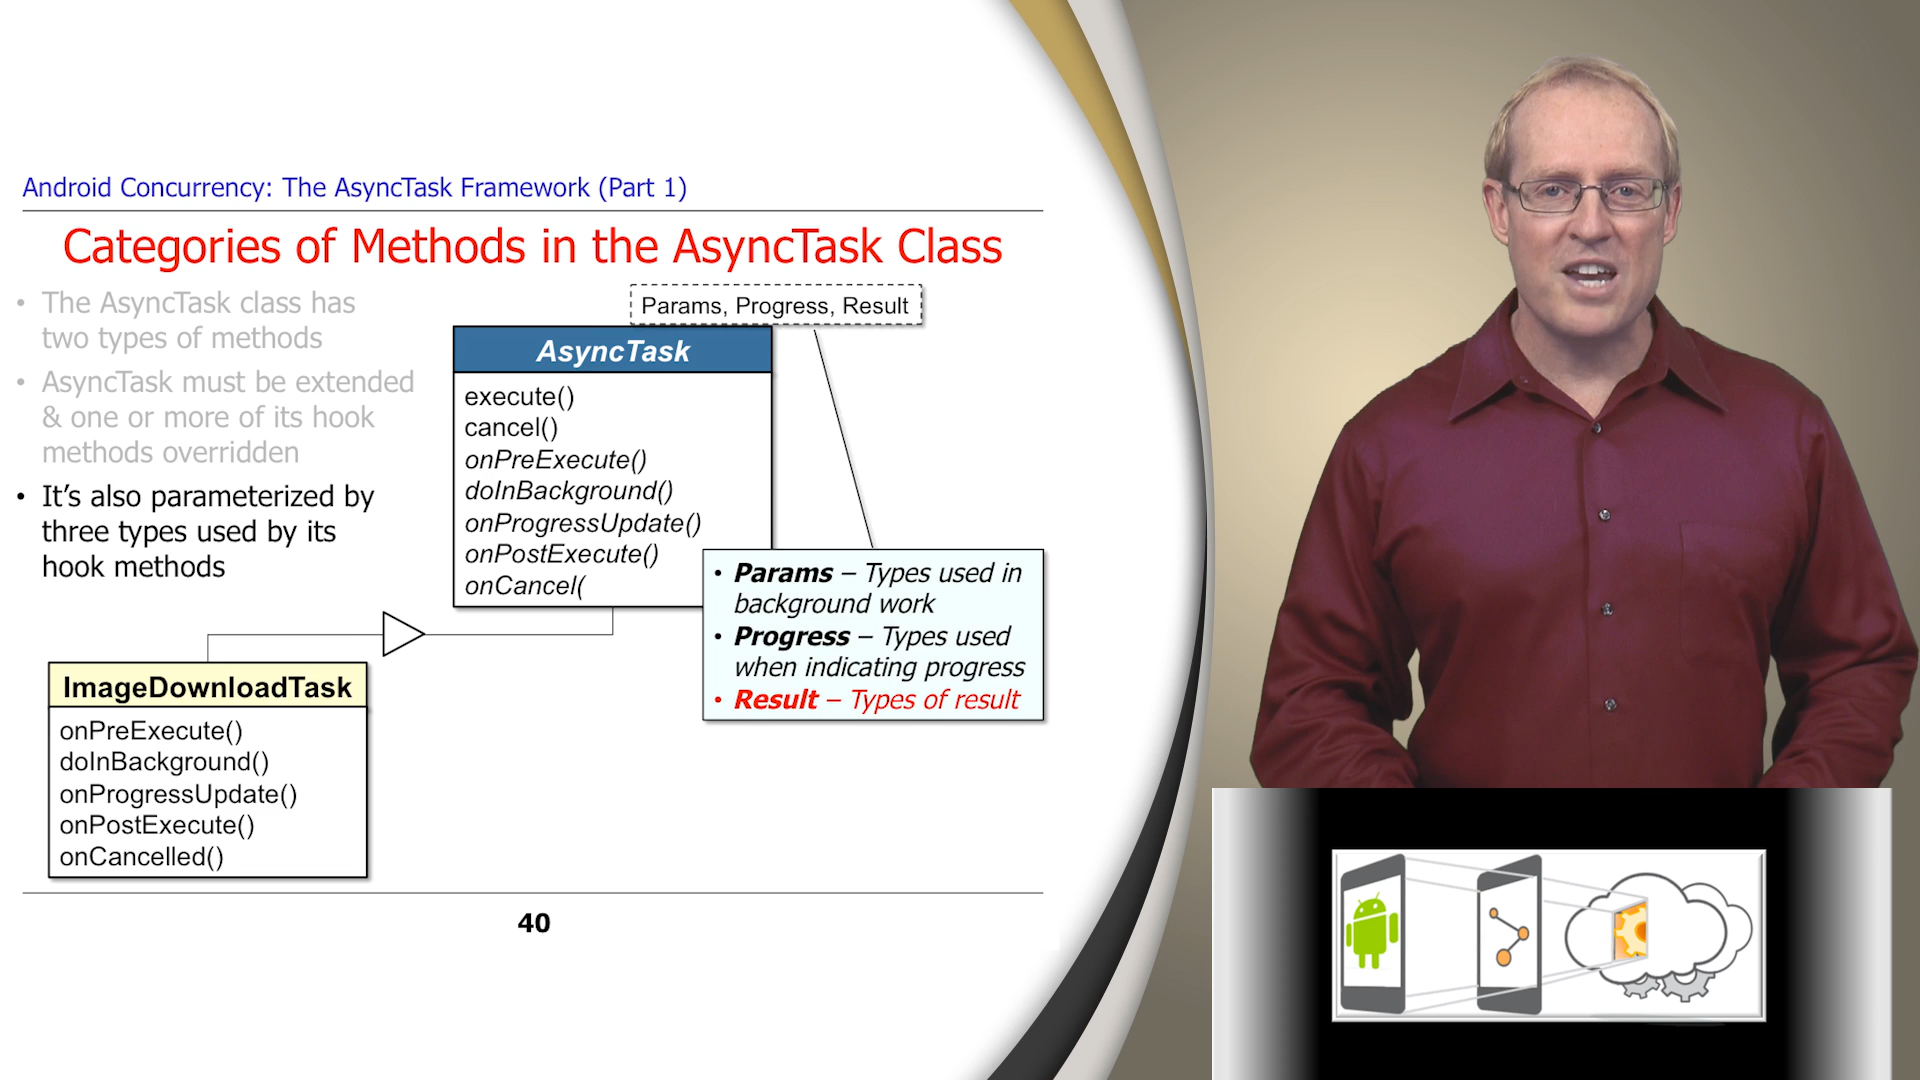 Android Concurrency: The AsyncTask Framework (Part 1)
Categories of Methods in the AsyncTask Class
• The AsyncTask class has
two types of methods
• AsyncTask must be extended
& one or more of its hook
methods overridden
• It’s also parameterized by
three types used by its
hook methods
Params, Progress, Result
AsyncTask
execute()
cancel()
onPreExecute()
doInBackground()
onProgressUpdate()
onPostExecute()
onCancel(
• Params – Types used in
background work
• Progress – Types used
when indicating progress
• Result – Types of result
ImageDownloadTask
onPreExecute()
doInBackground()
onProgressUpdate()
onPostExecute()
onCancelled()
40